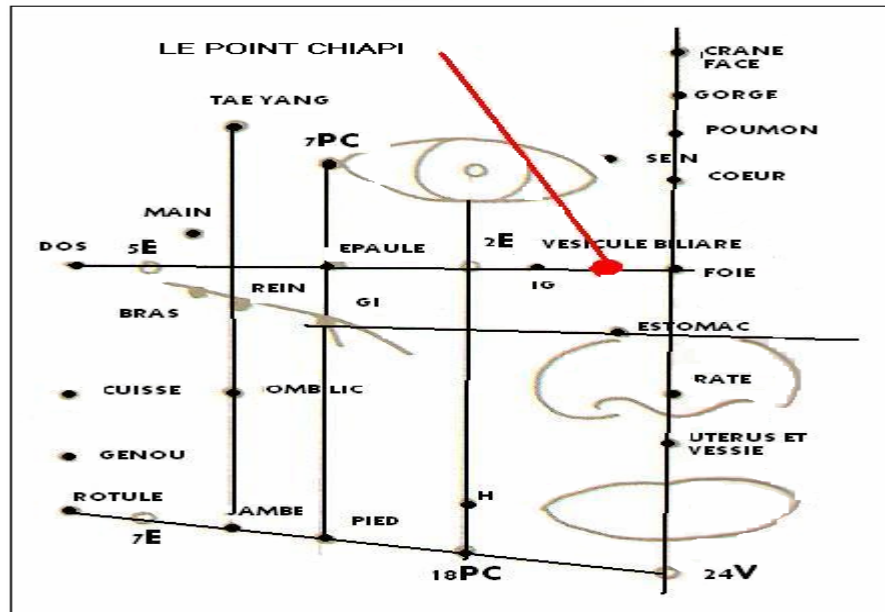 LE POINT CHIAPI
CRANE
FACE
TAE YANG
GORGE
7PC
POUMON
SEIN
COEUR
MAIN
DOS
5E
EPAULE
2E
VESICULE BILIARE
FOIE
IG
REIN
GI
BRAS
ESTOMAC
CUISSE
OMBILIC
RATE
GENOU
UTERUS ET
VESSIE
ROTULE
H
AMBE
PIED
7E
18PC
24V